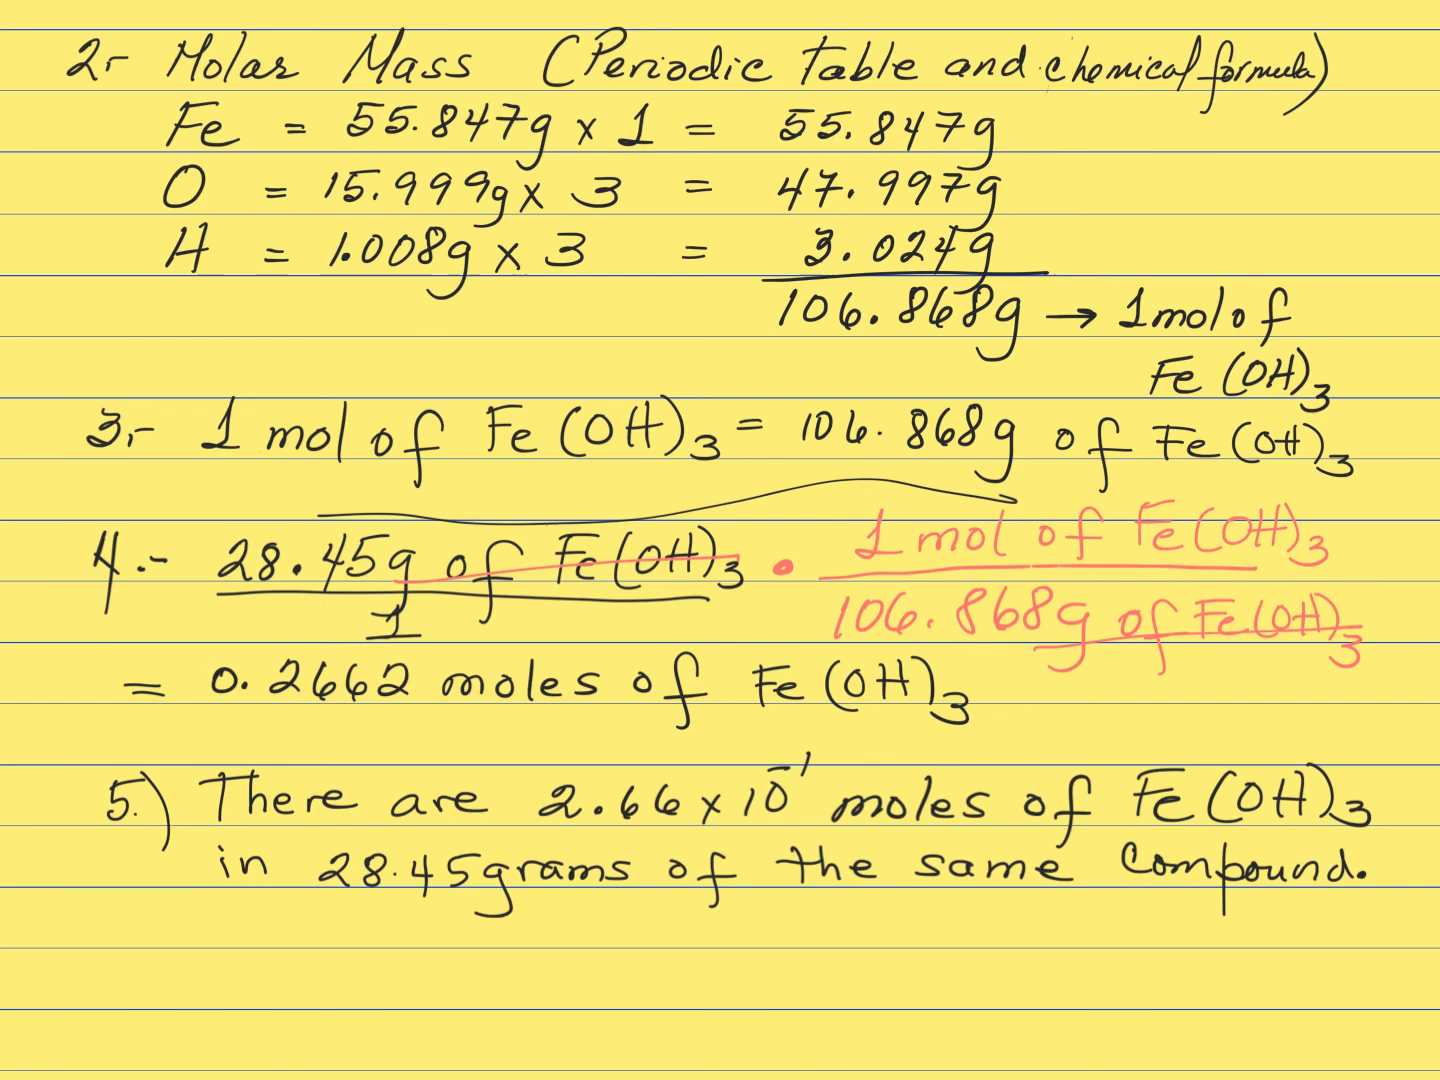 2- Molar Mass (Periodic table and chemical formula)
Fe = 55.847g x 1 = 55.847g
O = 15.999g x 3 = 47.997g
H = 1.008g x 3 = 3.024g
106.868g → 1mol of
Fe(OH)₃
3- 1 mol of Fe(OH)₃ = 106.868g of Fe(OH)₃
4.- 28.45g of Fe(OH)₃ • 1 mol of Fe(OH)₃
1 106.868g of Fe(OH)₃
= 0.2662 moles of Fe(OH)₃
5.) There are 2.66 x 10⁻¹ moles of Fe(OH)₃
in 28.45grams of the same Compound.